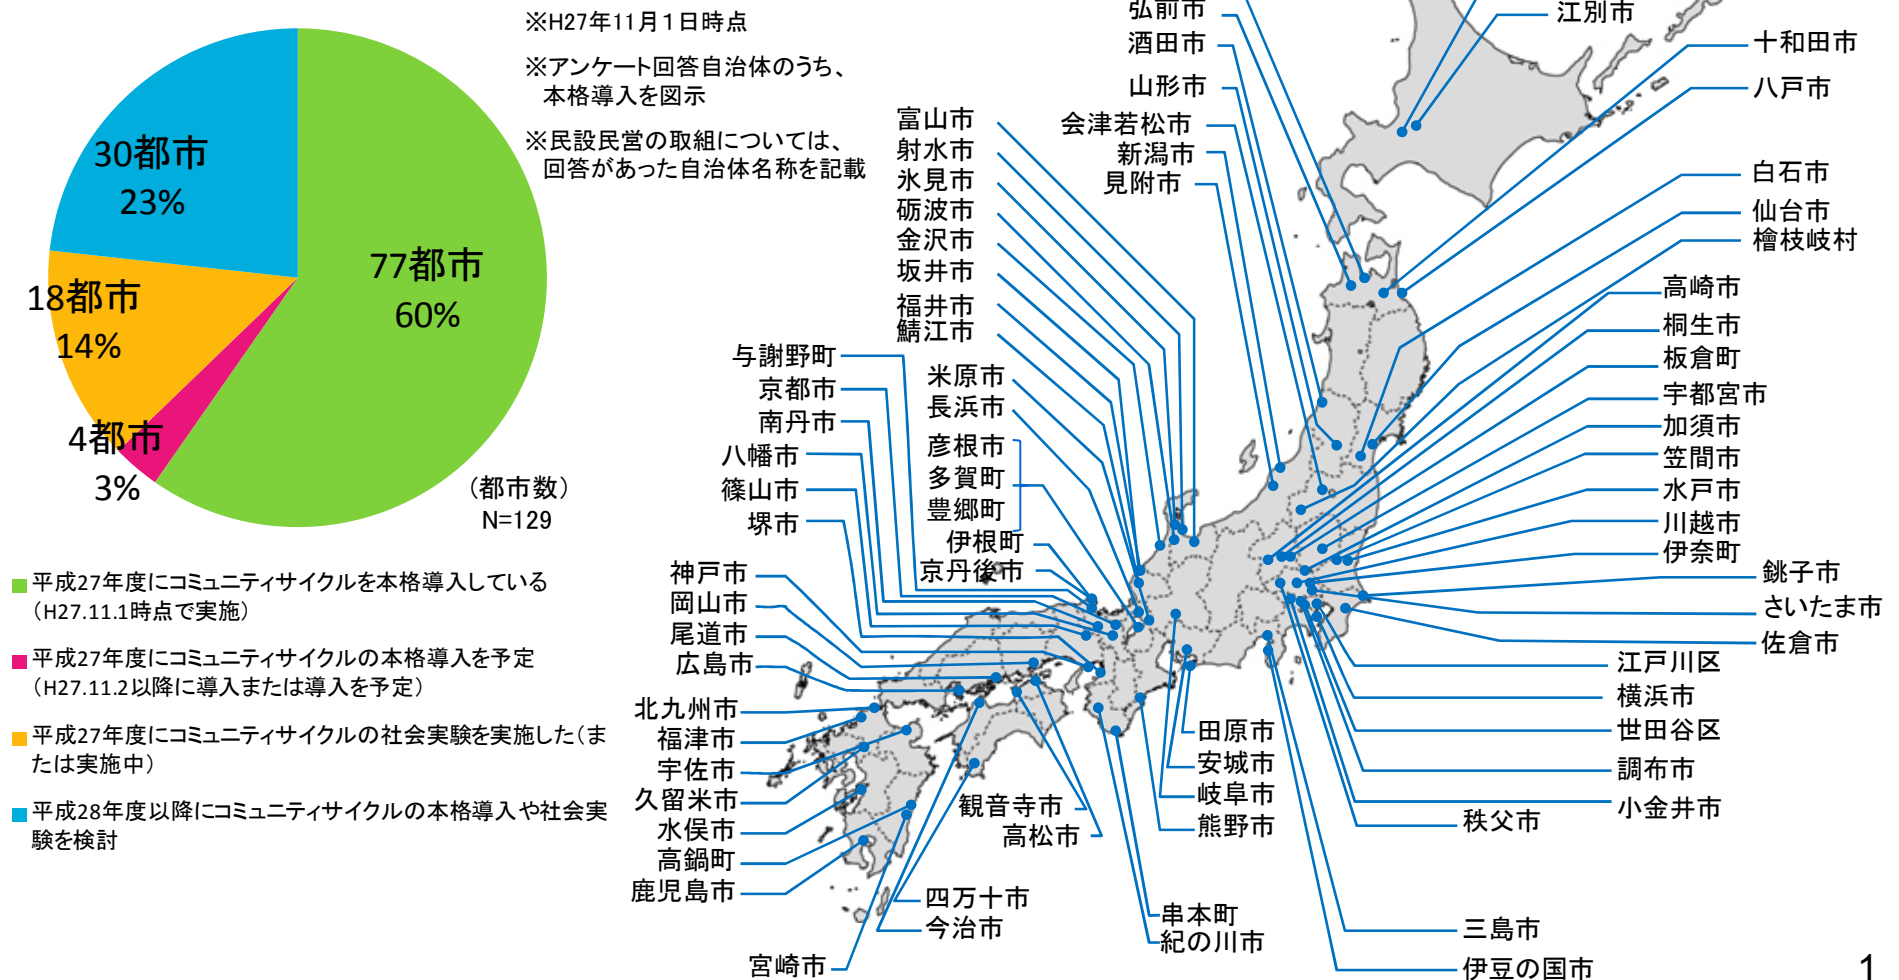 ※H27年11月1日時点
※アンケート回答自治体のうち、
本格導入を図示
※民設民営の取組については、
回答があった自治体名称を記載
30都市
23%
18都市
14%
4都市
3%
77都市
60%
(都市数)
N=129
平成27年度にコミュニティサイクルを本格導入している
(H27.11.1時点で実施)
平成27年度にコミュニティサイクルの本格導入を予定
(H27.11.2以降に導入または導入を予定)
平成27年度にコミュニティサイクルの社会実験を実施した(ま
たは実施中)
平成28年度以降にコミュニティサイクルの本格導入や社会実
験を検討
弘前市
酒田市
山形市
会津若松市
新潟市
見附市
富山市
射水市
氷見市
砺波市
金沢市
坂井市
福井市
鯖江市
米原市
長浜市
彦根市
多賀町
豊郷町
伊根町
京丹後市
与謝野町
京都市
南丹市
八幡市
篠山市
堺市
神戸市
岡山市
尾道市
広島市
北九州市
福津市
宇佐市
久留米市
水俣市
高鍋町
鹿児島市
宮崎市
四万十市
今治市
観音寺市
高松市
串本町
紀の川市
田原市
安城市
岐阜市
熊野市
江別市
十和田市
八戸市
白石市
仙台市
檜枝岐村
高崎市
桐生市
板倉町
宇都宮市
加須市
笠間市
水戸市
川越市
伊奈町
銚子市
さいたま市
佐倉市
江戸川区
横浜市
世田谷区
調布市
小金井市
秩父市
三島市
伊豆の国市
1